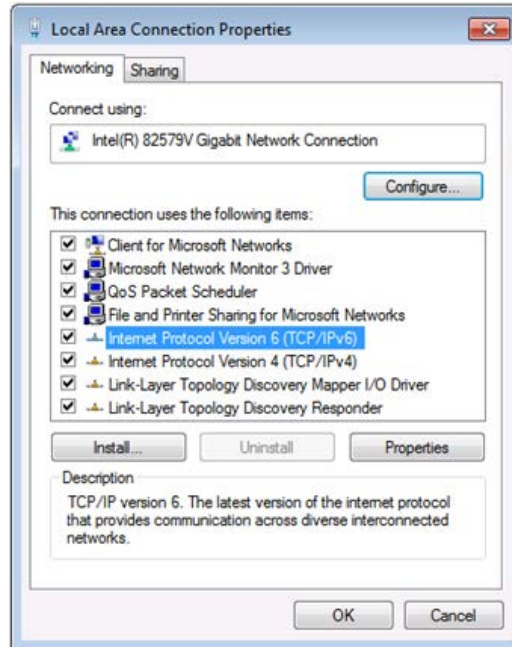 Local Area Connection Properties
Networking
Sharing
Connect using:
Intel(R) 82579V Gigabit Network Connection
Configure...
This connection uses the following items:
Client for Microsoft Networks
Microsoft Network Monitor 3 Driver
QoS Packet Scheduler
File and Printer Sharing for Microsoft Networks
Internet Protocol Version 6 (TCP/IPv6)
Internet Protocol Version 4 (TCP/IPv4)
Link-Layer Topology Discovery Mapper I/O Driver
Link-Layer Topology Discovery Responder
Install...
Uninstall
Properties
Description
TCP/IP version 6. The latest version of the internet protocol
that provides communication across diverse interconnected
networks.
OK
Cancel